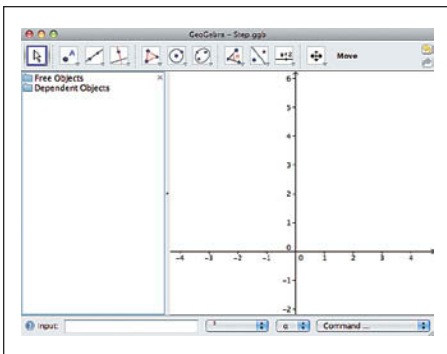 GeoGebra – Step.ggb
A
a=2
Move
Free Objects
Dependent Objects
6
5
4
3
2
1
0
-4 -3 -2 -1 0 1 2 3 4
-1
-2
Input:
α
Command ...